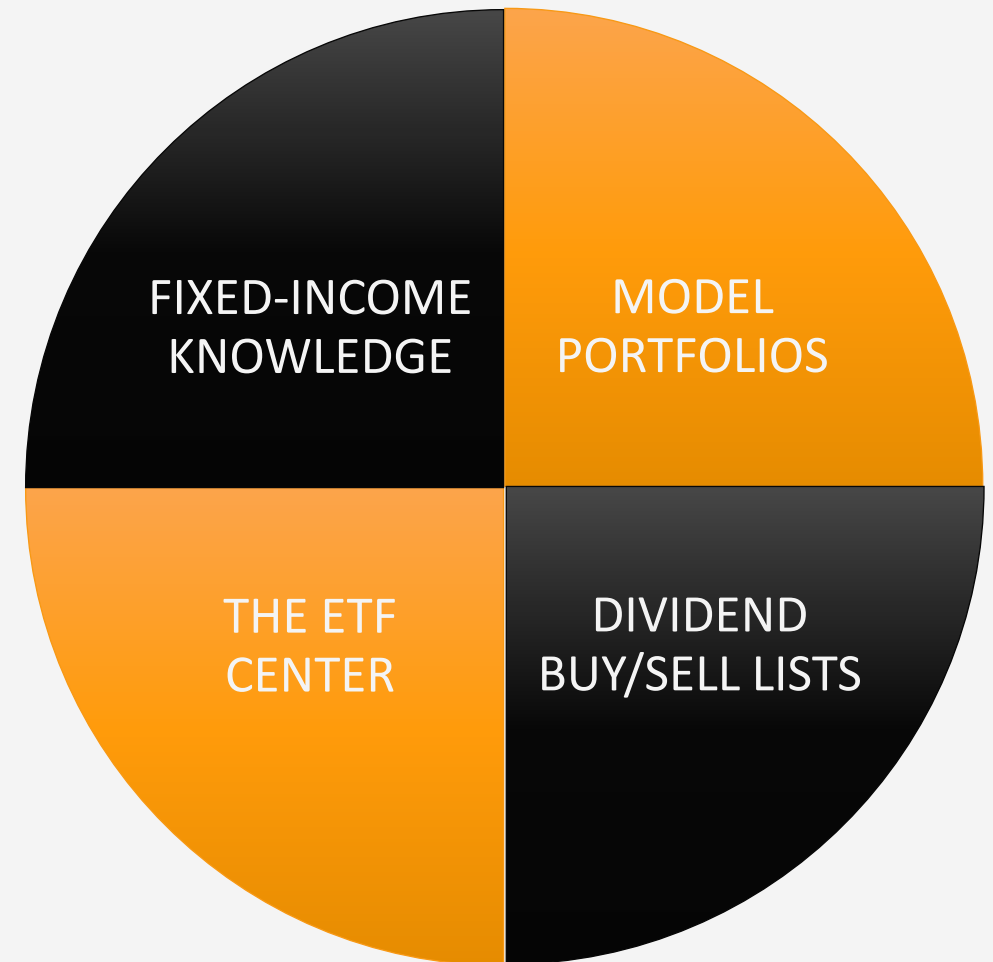 FIXED-INCOME
KNOWLEDGE
MODEL
PORTFOLIOS
THE ETF
CENTER
DIVIDEND
BUY/SELL LISTS